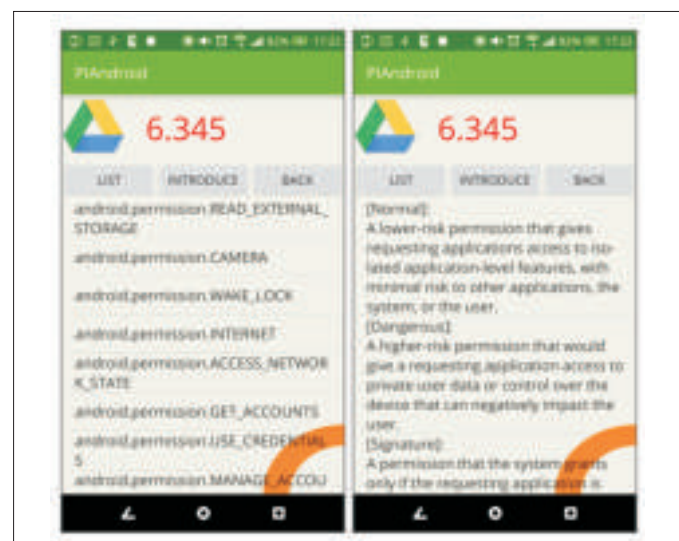 PIAndroid
6.345
LIST INTRODUCE BACK
android.permission.READ_EXTERNAL_
STORAGE
android.permission.CAMERA
android.permission.WAKE_LOCK
android.permission.INTERNET
android.permission.ACCESS_NETWOR
K_STATE
android.permission.GET_ACCOUNTS
android.permission.USE_CREDENTIAL
S
android.permission.MANAGE_ACCOU
PIAndroid
6.345
LIST INTRODUCE BACK
[Normal]:
A lower-risk permission that gives
requesting applications access to iso-
lated application-level features, with
minimal risk to other applications, the
system, or the user.
[Dangerous]:
A higher-risk permission that would
give a requesting application access to
private user data or control over the
device that can negatively impact the
user.
[Signature]:
A permission that the system grants
only if the requesting application is